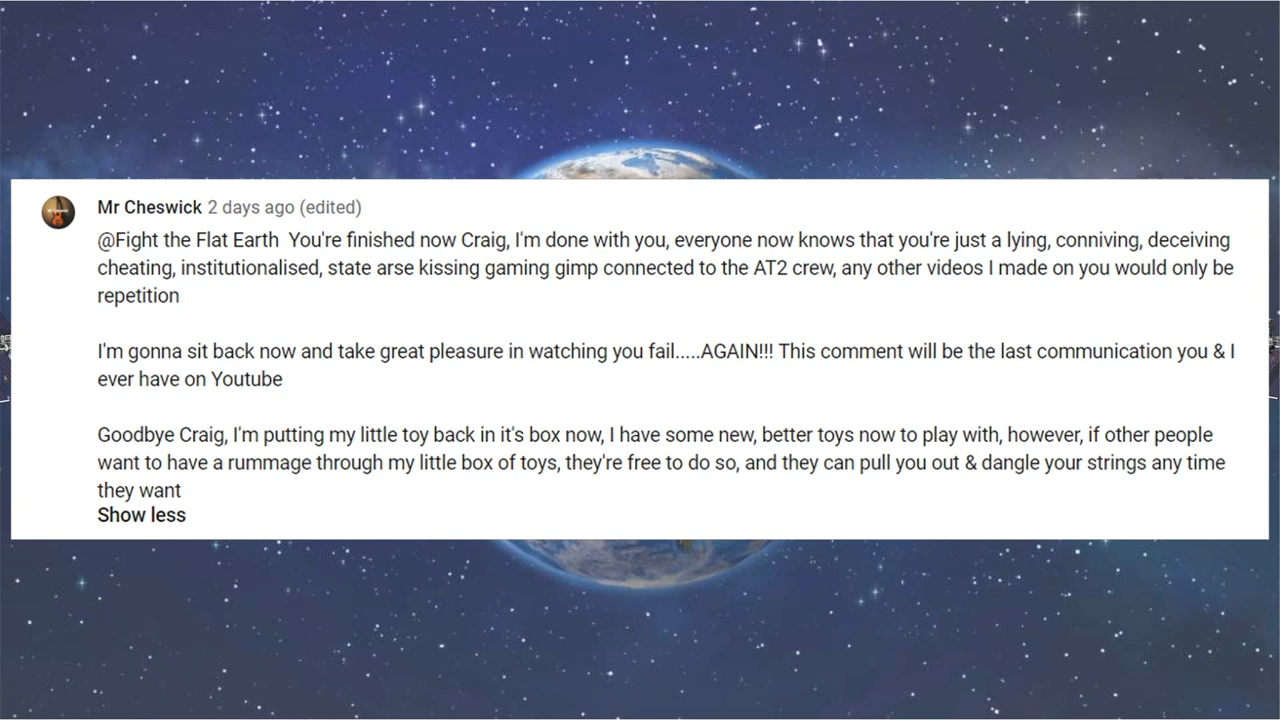 Mr Cheswick 2 days ago (edited)
@Fight the Flat Earth  You're finished now Craig, I'm done with you, everyone now knows that you're just a lying, conniving, deceiving
cheating, institutionalised, state arse kissing gaming gimp connected to the AT2 crew, any other videos I made on you would only be
repetition
I'm gonna sit back now and take great pleasure in watching you fail.....AGAIN!!! This comment will be the last communication you & I
ever have on Youtube
Goodbye Craig, I'm putting my little toy back in it's box now, I have some new, better toys now to play with, however, if other people
want to have a rummage through my little box of toys, they're free to do so, and they can pull you out & dangle your strings any time
they want
Show less